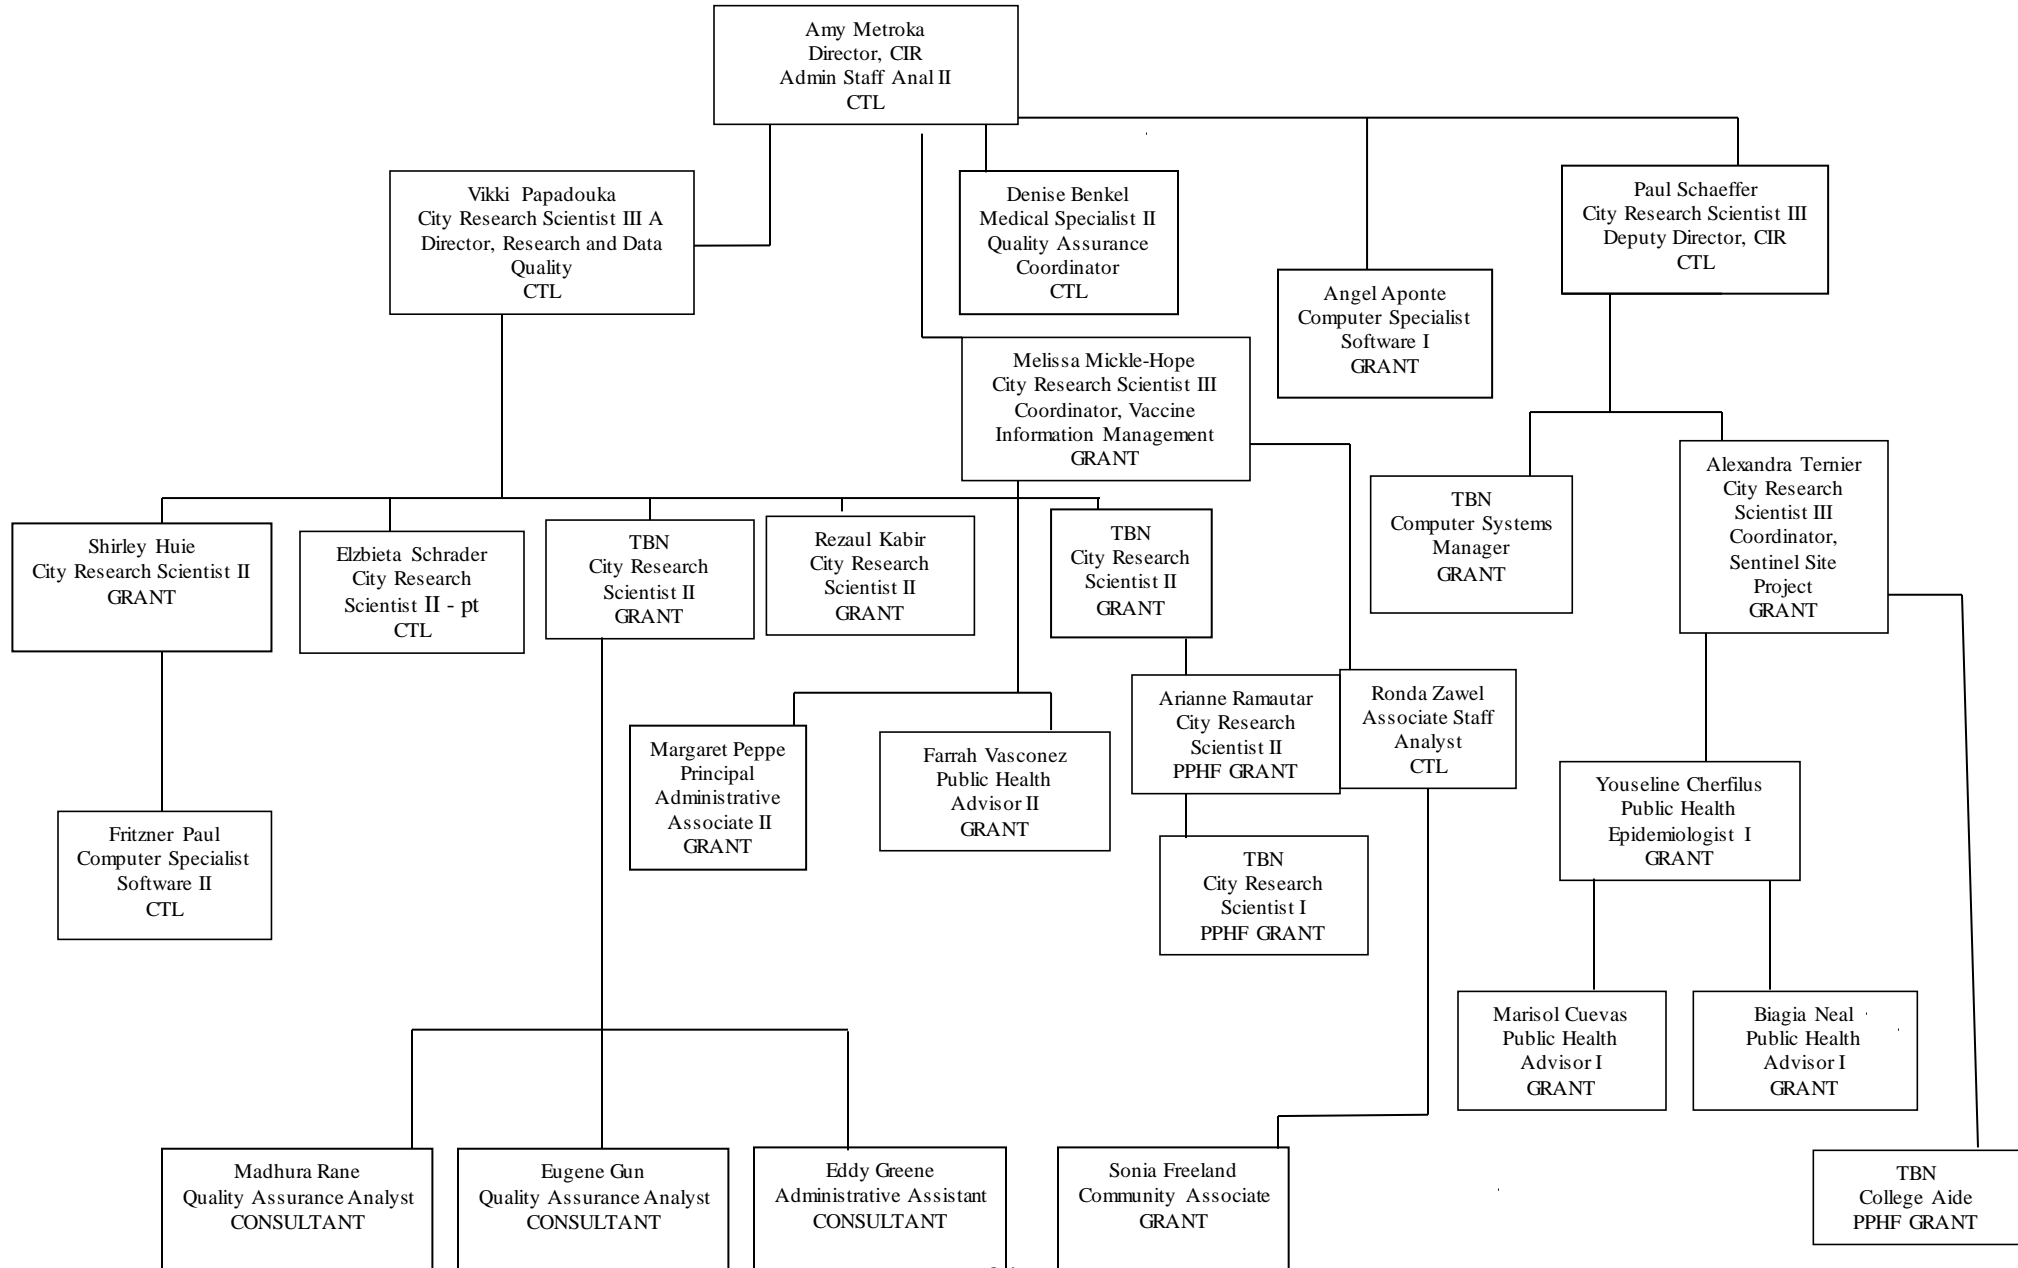 Amy Metroka
Director, CIR
Admin Staff Anal II
CTL
Vikki Papadouka
City Research Scientist III A
Director, Research and Data
Quality
CTL
Denise Benkel
Medical Specialist II
Quality Assurance
Coordinator
CTL
Paul Schaeffer
City Research Scientist III
Deputy Director, CIR
CTL
Angel Aponte
Computer Specialist
Software I
GRANT
Melissa Mickle-Hope
City Research Scientist III
Coordinator, Vaccine
Information Management
GRANT
Alexandra Ternier
City Research
Scientist III
Coordinator,
Sentinel Site
Project
GRANT
TBN
Computer Systems
Manager
GRANT
Shirley Huie
City Research Scientist II
GRANT
Elzbieta Schrader
City Research
Scientist II - pt
CTL
TBN
City Research
Scientist II
GRANT
Rezaul Kabir
City Research
Scientist II
GRANT
TBN
City Research
Scientist II
GRANT
Arianne Ramautar
City Research
Scientist II
PPHF GRANT
Ronda Zawel
Associate Staff
Analyst
CTL
Margaret Peppe
Principal
Administrative
Associate II
GRANT
Farrah Vasconez
Public Health
Advisor II
GRANT
Youseline Cherfilus
Public Health
Epidemiologist I
GRANT
Fritzner Paul
Computer Specialist
Software II
CTL
TBN
City Research
Scientist I
PPHF GRANT
Marisol Cuevas
Public Health
Advisor I
GRANT
Biagia Neal
Public Health
Advisor I
GRANT
Madhura Rane
Quality Assurance Analyst
CONSULTANT
Eugene Gun
Quality Assurance Analyst
CONSULTANT
Eddy Greene
Administrative Assistant
CONSULTANT
Sonia Freeland
Community Associate
GRANT
TBN
College Aide
PPHF GRANT